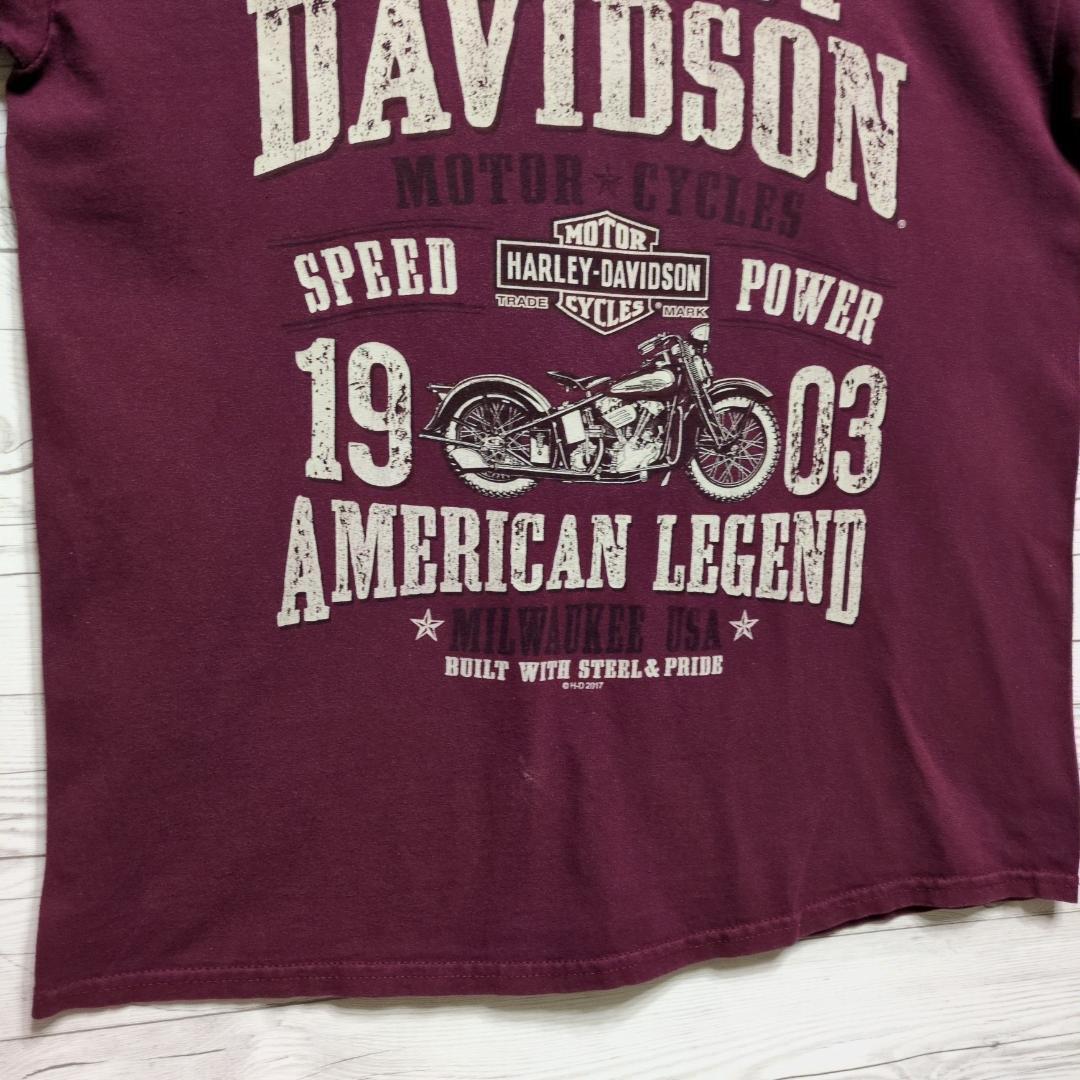 DAVIDSON
MOTOR★CYCLES
SPEED
MOTOR
HARLEY-DAVIDSON
TRADE CYCLES ® MARK
POWER
19 03
AMERICAN LEGEND
★ MILWAUKEE USA ★
BUILT WITH STEEL & PRIDE
© H-D 2017